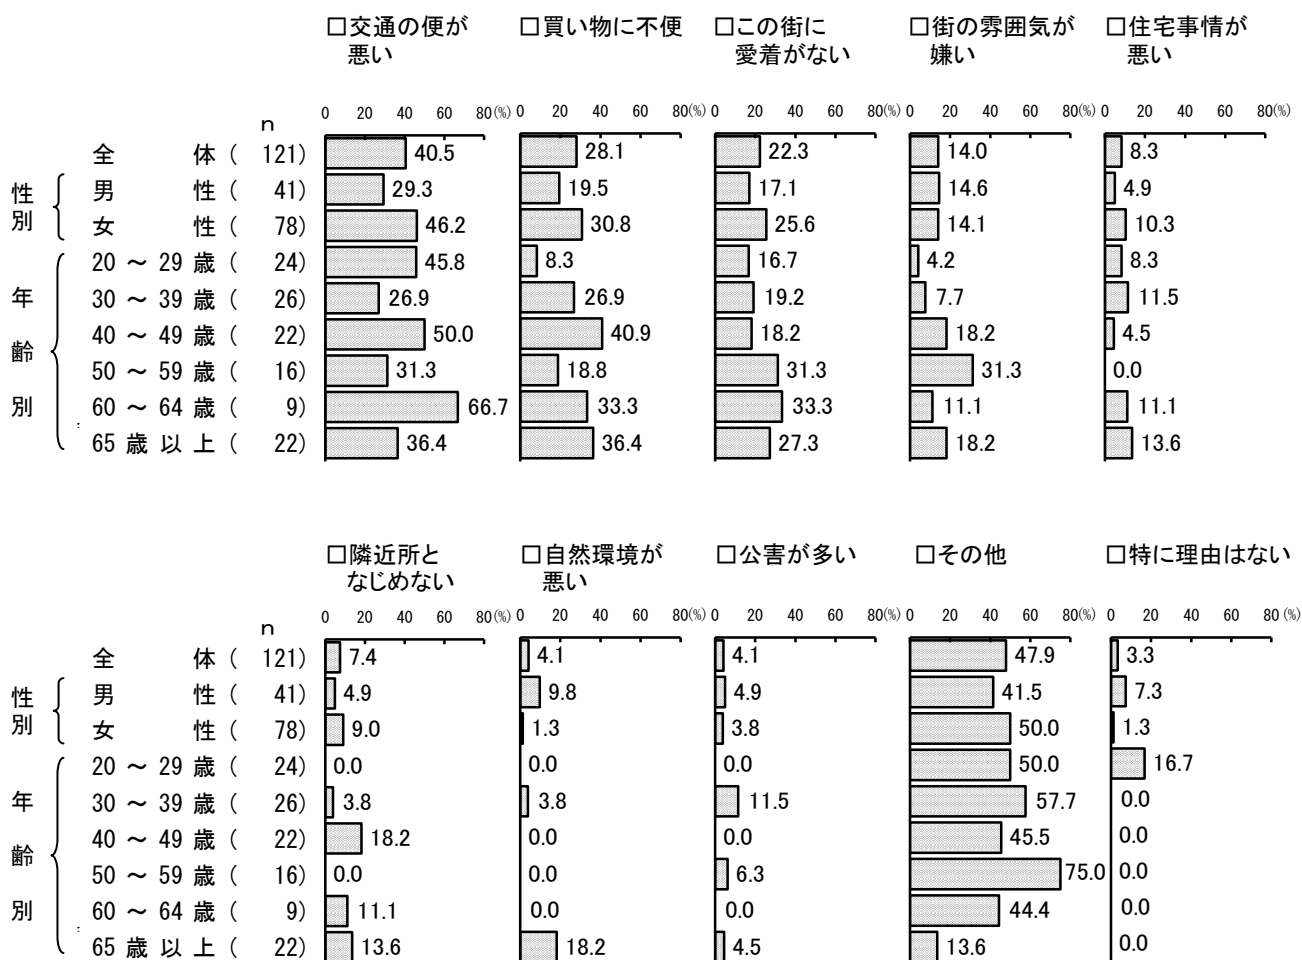 □交通の便が 悪い
□買い物に不便
□この街に 愛着がない
□街の雰囲気が 嫌い
□住宅事情が 悪い
0 20 40 60 80(%) 0 20 40 60 80(%) 0 20 40 60 80(%) 0 20 40 60 80(%) 0 20 40 60 80(%)
n
全 体 ( 121) 40.5 28.1 22.3 14.0 8.3
性別
男 性 ( 41) 29.3 19.5 17.1 14.6 4.9
女 性 ( 78) 46.2 30.8 25.6 14.1 10.3
年齢別
20 ~ 29 歳 ( 24) 45.8 8.3 16.7 4.2 8.3
30 ~ 39 歳 ( 26) 26.9 26.9 19.2 7.7 11.5
40 ~ 49 歳 ( 22) 50.0 40.9 18.2 18.2 4.5
50 ~ 59 歳 ( 16) 31.3 18.8 31.3 31.3 0.0
60 ~ 64 歳 ( 9) 66.7 33.3 33.3 11.1 11.1
65 歳 以 上 ( 22) 36.4 36.4 27.3 18.2 13.6
□隣近所と なじめない
□自然環境が 悪い
□公害が多い
□その他
□特に理由はない
0 20 40 60 80(%) 0 20 40 60 80(%) 0 20 40 60 80(%) 0 20 40 60 80(%) 0 20 40 60 80 (%)
n
全 体 ( 121) 7.4 4.1 4.1 47.9 3.3
性別
男 性 ( 41) 4.9 9.8 4.9 41.5 7.3
女 性 ( 78) 9.0 1.3 3.8 50.0 1.3
年齢別
20 ~ 29 歳 ( 24) 0.0 0.0 0.0 50.0 16.7
30 ~ 39 歳 ( 26) 3.8 3.8 11.5 57.7 0.0
40 ~ 49 歳 ( 22) 18.2 0.0 0.0 45.5 0.0
50 ~ 59 歳 ( 16) 0.0 0.0 6.3 75.0 0.0
60 ~ 64 歳 ( 9) 11.1 0.0 0.0 44.4 0.0
65 歳 以 上 ( 22) 13.6 18.2 4.5 13.6 0.0